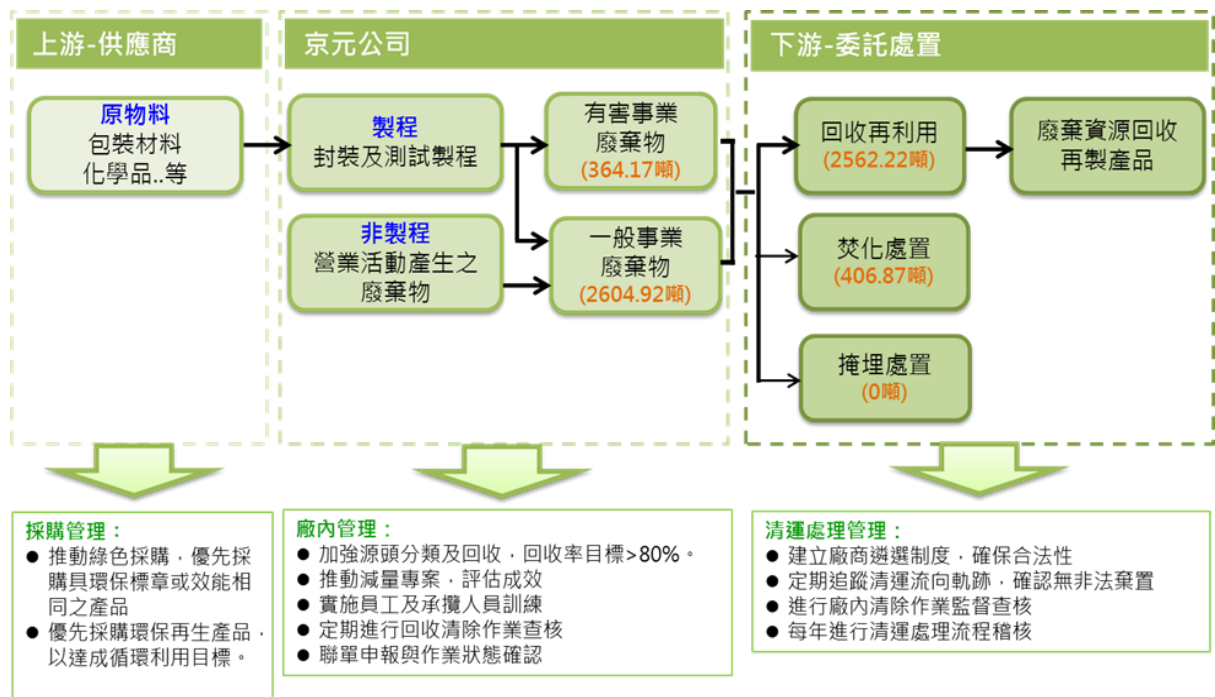 上游-供應商
原物料
包裝材料
化學品..等
京元公司
製程
封裝及測試製程
非製程
營業活動產生之
廢棄物
有害事業
廢棄物
(364.17噸)
一般事業
廢棄物
(2604.92噸)
下游-委託處置
回收再利用
(2562.22噸)
廢棄資源回收
再製產品
焚化處置
(406.87噸)
掩埋處置
(0噸)
採購管理：
● 推動綠色採購，優先採
購具環保標章或效能相
同之產品
● 優先採購環保再生產品，
以達成循環利用目標。
廠內管理：
● 加強源頭分類及回收，回收率目標>80%。
● 推動減量專案，評估成效
● 實施員工及承攬人員訓練
● 定期進行回收清除作業查核
● 聯單申報與作業狀態確認
清運處理管理：
● 建立廠商遴選制度，確保合法性
● 定期追蹤清運流向軌跡，確認無非法棄置
● 進行廠內清除作業監督查核
● 每年進行清運處理流程稽核